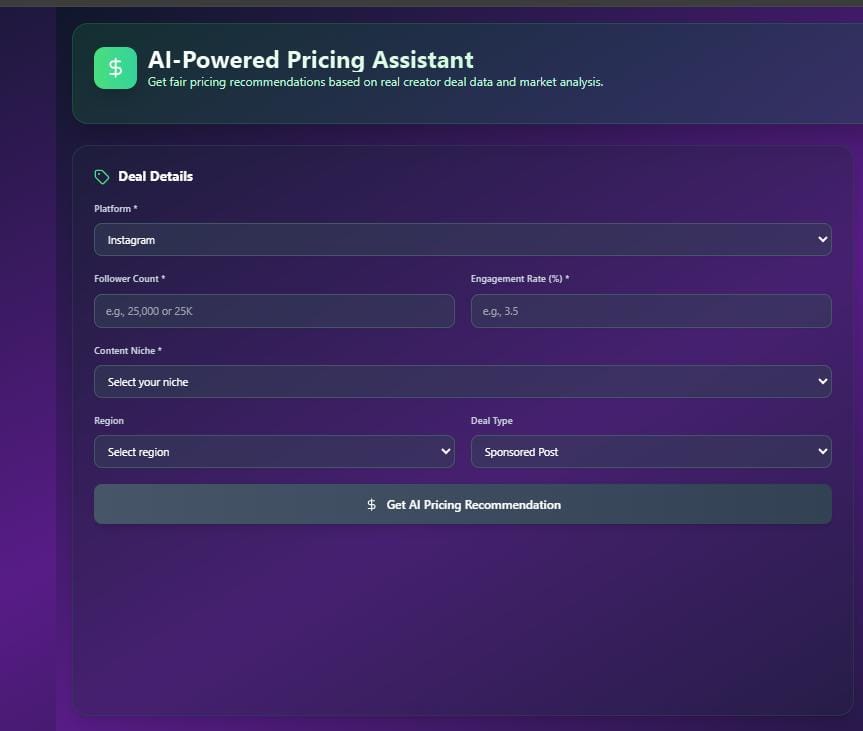 $
AI-Powered Pricing Assistant
Get fair pricing recommendations based on real creator deal data and market analysis.
Deal Details
Platform *
Instagram
Follower Count * Engagement Rate (%) *
e.g., 25,000 or 25K e.g., 3.5
Content Niche *
Select your niche
Region Deal Type
Select region Sponsored Post
$ Get AI Pricing Recommendation